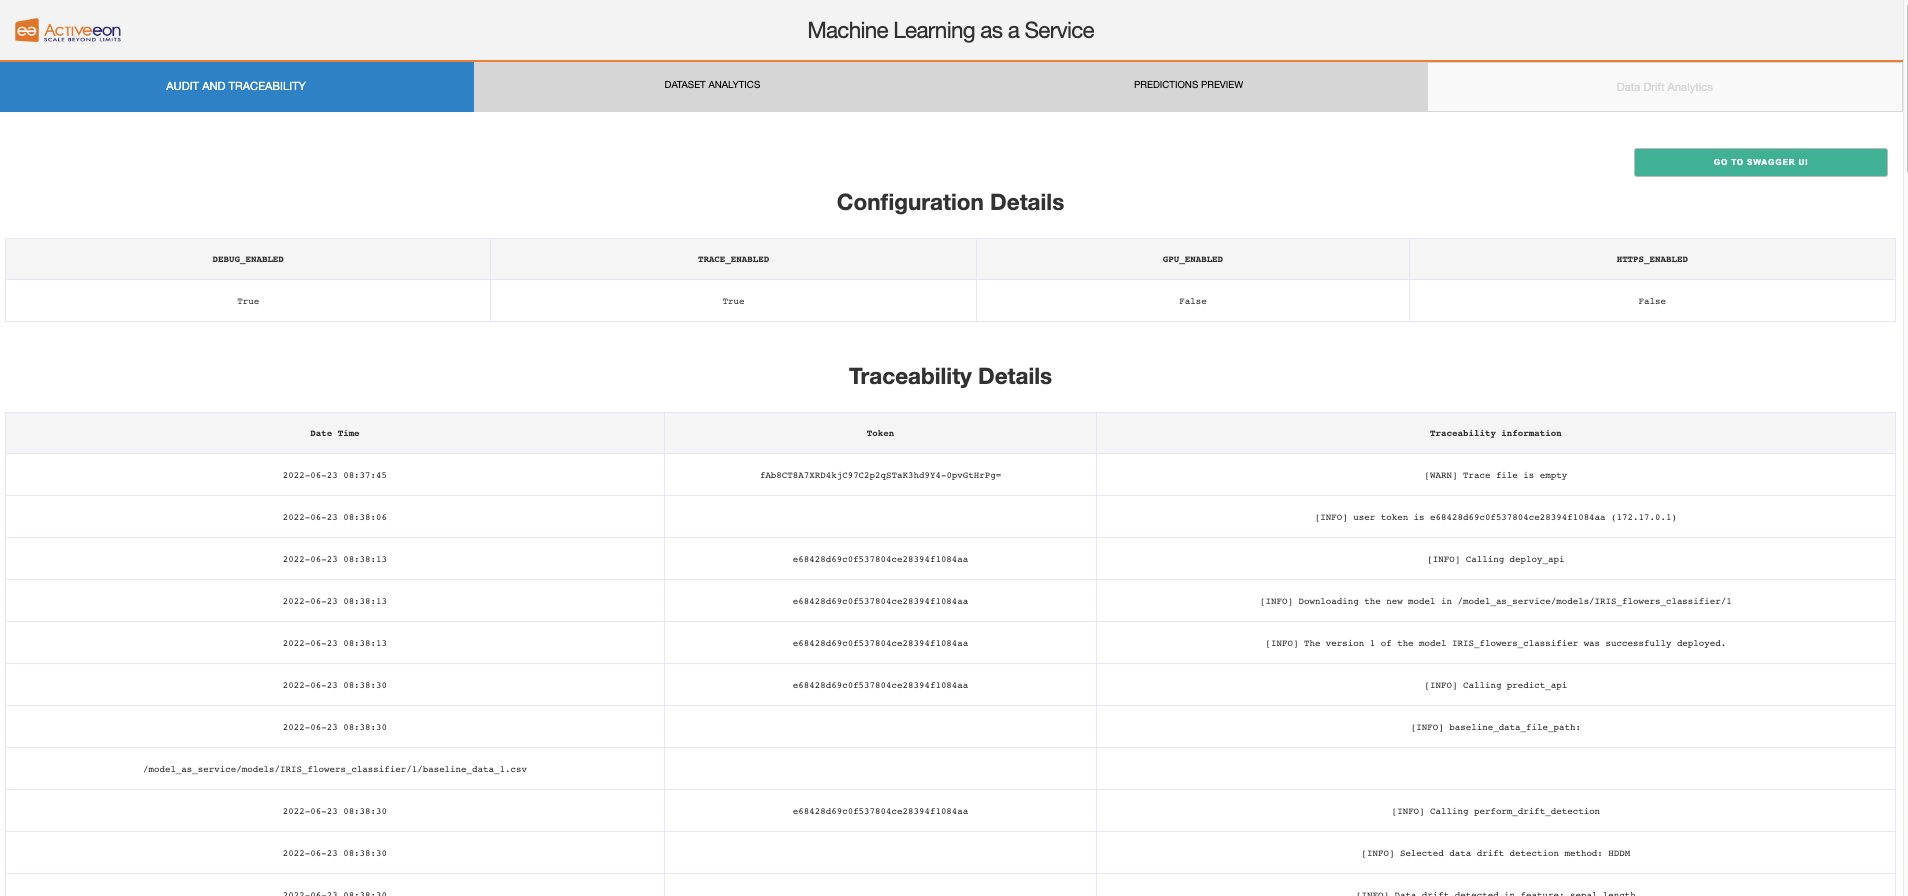 ACTIVEeon
SCALE BEYOND LIMITS
Machine Learning as a Service
AUDIT AND TRACEABILITY
DATASET ANALYTICS
PREDICTIONS PREVIEW
Data Drift Analytics
GO TO SWAGGER UI
Configuration Details
DEBUG_ENABLED TRACE_ENABLED GPU_ENABLED HTTPS_ENABLED
True True False False
Traceability Details
Date Time Token Traceability information
2022-06-23 08:37:45 fAb8CT8A7XRD4kjC97C2p2qSTaK3hd9Y4-0pvGtHrPg= [WARN] Trace file is empty
2022-06-23 08:38:06 [INFO] user token is e68428d69c0f537804ce28394f1084aa (172.17.0.1)
2022-06-23 08:38:13 e68428d69c0f537804ce28394f1084aa [INFO] Calling deploy_api
2022-06-23 08:38:13 e68428d69c0f537804ce28394f1084aa [INFO] Downloading the new model in /model_as_service/models/IRIS_flowers_classifier/1
2022-06-23 08:38:13 e68428d69c0f537804ce28394f1084aa [INFO] The version 1 of the model IRIS_flowers_classifier was successfully deployed.
2022-06-23 08:38:30 e68428d69c0f537804ce28394f1084aa [INFO] Calling predict_api
2022-06-23 08:38:30 [INFO] baseline_data_file_path:
/model_as_service/models/IRIS_flowers_classifier/1/baseline_data_1.csv
2022-06-23 08:38:30 e68428d69c0f537804ce28394f1084aa [INFO] Calling perform_drift_detection
2022-06-23 08:38:30 [INFO] Selected data drift detection method: HDDM
2022-06-23 08:38:30 [INFO] Data drift detected in feature: sepal_length